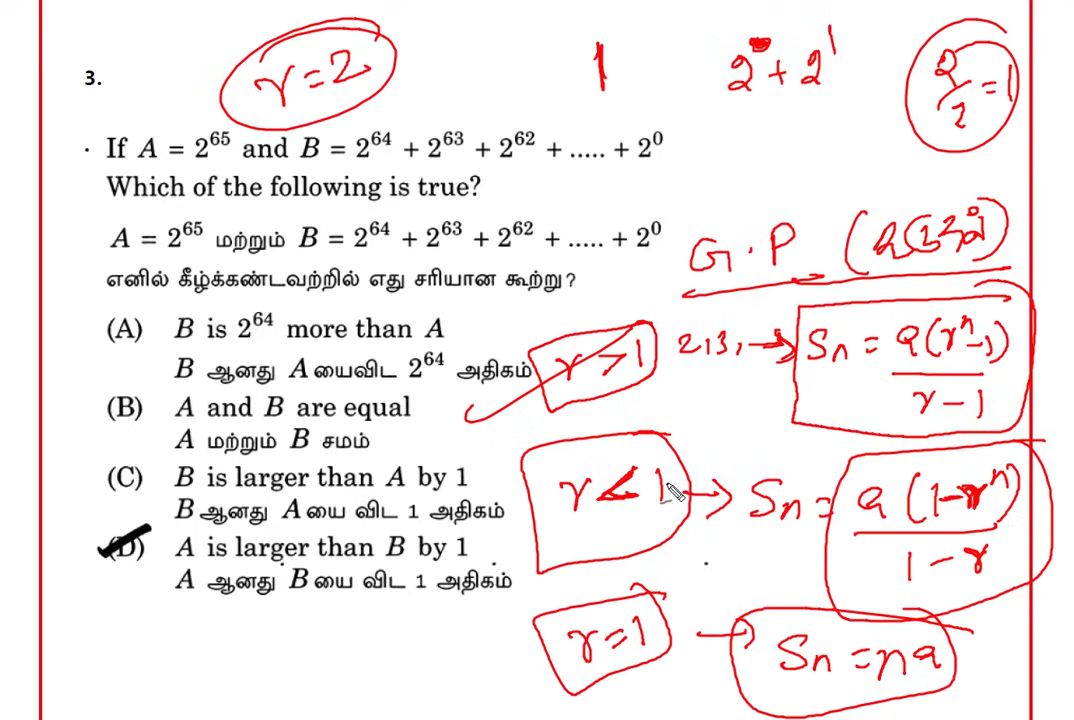 r = 2
1
2⁰ + 2¹
2/2 = 1
3.
· If A = 2⁶⁵ and B = 2⁶⁴ + 2⁶³ + 2⁶² + ..... + 2⁰
Which of the following is true?
A = 2⁶⁵ மற்றும் B = 2⁶⁴ + 2⁶³ + 2⁶² + ..... + 2⁰
எனில் கீழ்க்கண்டவற்றில் எது சரியான கூற்று?
G.P
(A) B is 2⁶⁴ more than A
B ஆனது A யைவிட 2⁶⁴ அதிகம்
r > 1
2, 3, → Sn = a(rⁿ-1)/r-1
(B) A and B are equal
A மற்றும் B சமம்
(C) B is larger than A by 1
B ஆனது A யை விட 1 அதிகம்
r < 1 → Sn = a(1-rⁿ)/1-r
(D) A is larger than B by 1
A ஆனது B யை விட 1 அதிகம்
r = 1 → Sn = na